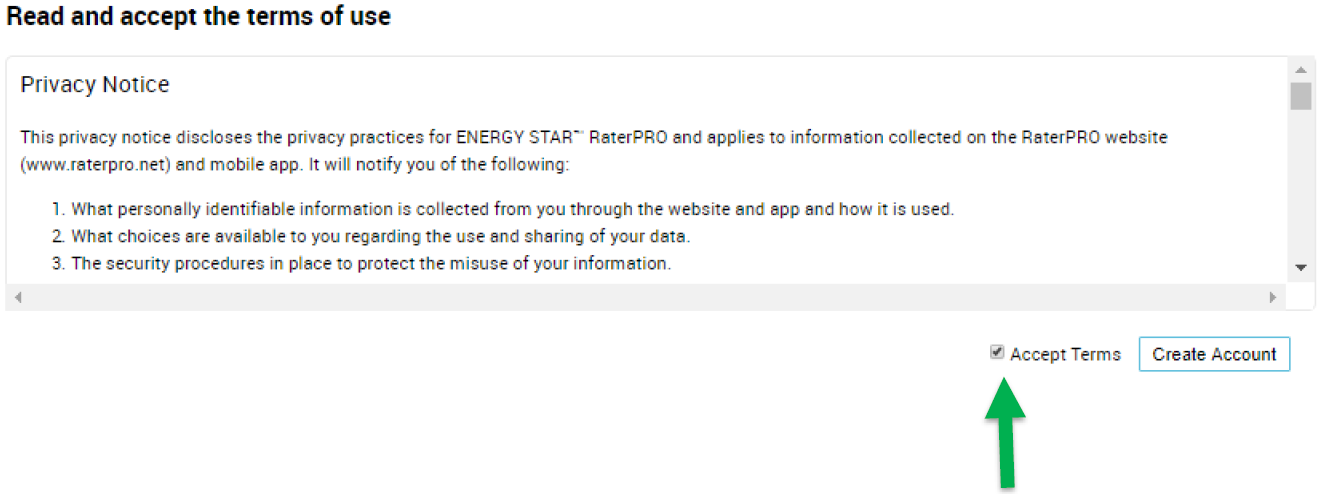 Read and accept the terms of use
Privacy Notice
This privacy notice discloses the privacy practices for ENERGY STAR™ RaterPRO and applies to information collected on the RaterPRO website
(www.raterpro.net) and mobile app. It will notify you of the following:
1. What personally identifiable information is collected from you through the website and app and how it is used.
2. What choices are available to you regarding the use and sharing of your data.
3. The security procedures in place to protect the misuse of your information.
Accept Terms Create Account